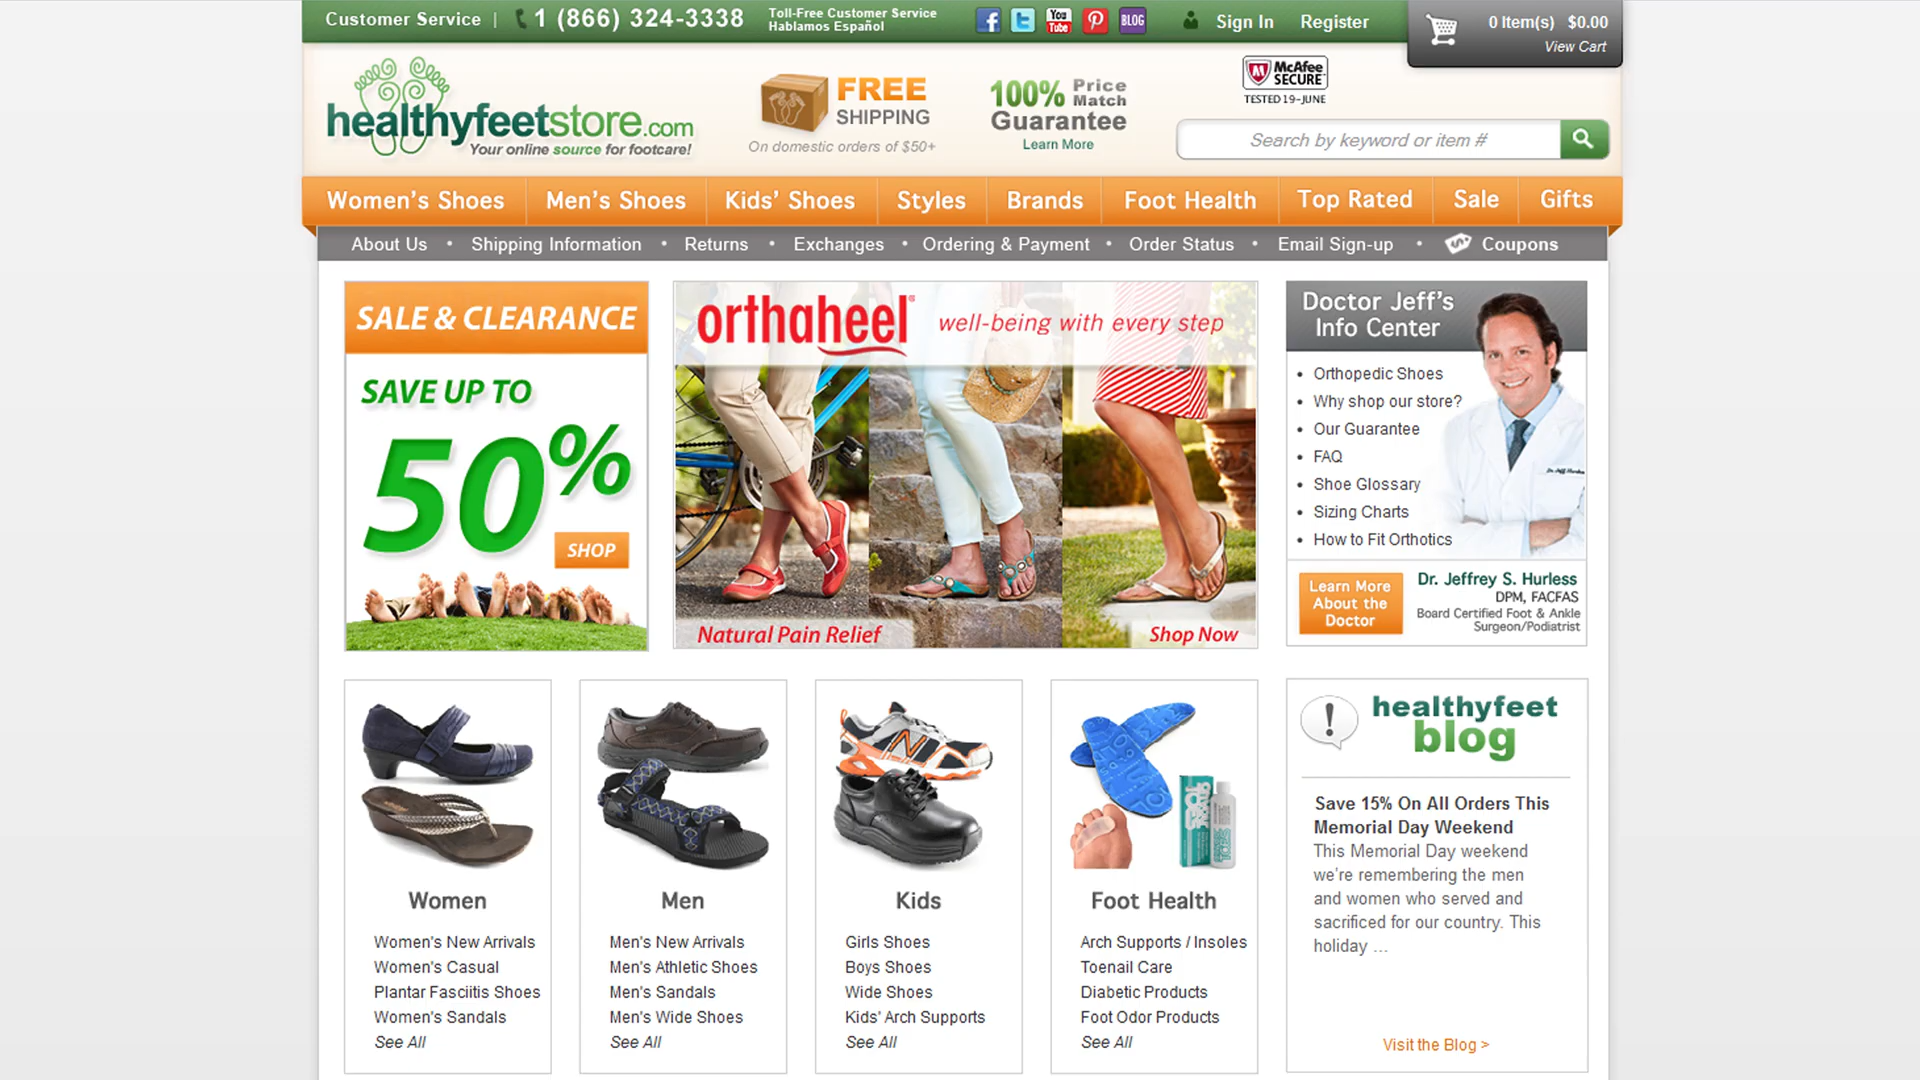 Customer Service | 1 (866) 324-3338
Toll-Free Customer Service
Hablamos Español
You
Tube
BLOG
Sign In Register
0 Item(s) $0.00
View Cart
healthyfeetstore.com
Your online source for footcare!
FREE
SHIPPING
On domestic orders of $50+
100% Price
Match
Guarantee
Learn More
McAfee
SECURE
TESTED 19-JUNE
Search by keyword or item #
Women's Shoes Men's Shoes Kids' Shoes Styles Brands Foot Health Top Rated Sale Gifts
About Us • Shipping Information • Returns • Exchanges • Ordering & Payment • Order Status • Email Sign-up • Coupons
SALE & CLEARANCE
SAVE UP TO
50%
SHOP
orthaheel®
well-being with every step
Natural Pain Relief
Shop Now
Doctor Jeff's
Info Center
• Orthopedic Shoes
• Why shop our store?
• Our Guarantee
• FAQ
• Shoe Glossary
• Sizing Charts
• How to Fit Orthotics
Learn More
About the
Doctor
Dr. Jeffrey S. Hurless
DPM, FACFAS
Board Certified Foot & Ankle
Surgeon/Podiatrist
Women
Women's New Arrivals
Women's Casual
Plantar Fasciitis Shoes
Women's Sandals
See All
Men
Men's New Arrivals
Men's Athletic Shoes
Men's Sandals
Men's Wide Shoes
See All
Kids
Girls Shoes
Boys Shoes
Wide Shoes
Kids' Arch Supports
See All
Foot Health
Arch Supports / Insoles
Toenail Care
Diabetic Products
Foot Odor Products
See All
healthyfeet
blog
Save 15% On All Orders This
Memorial Day Weekend
This Memorial Day weekend
we're remembering the men
and women who served and
sacrificed for our country. This
holiday ...
Visit the Blog >